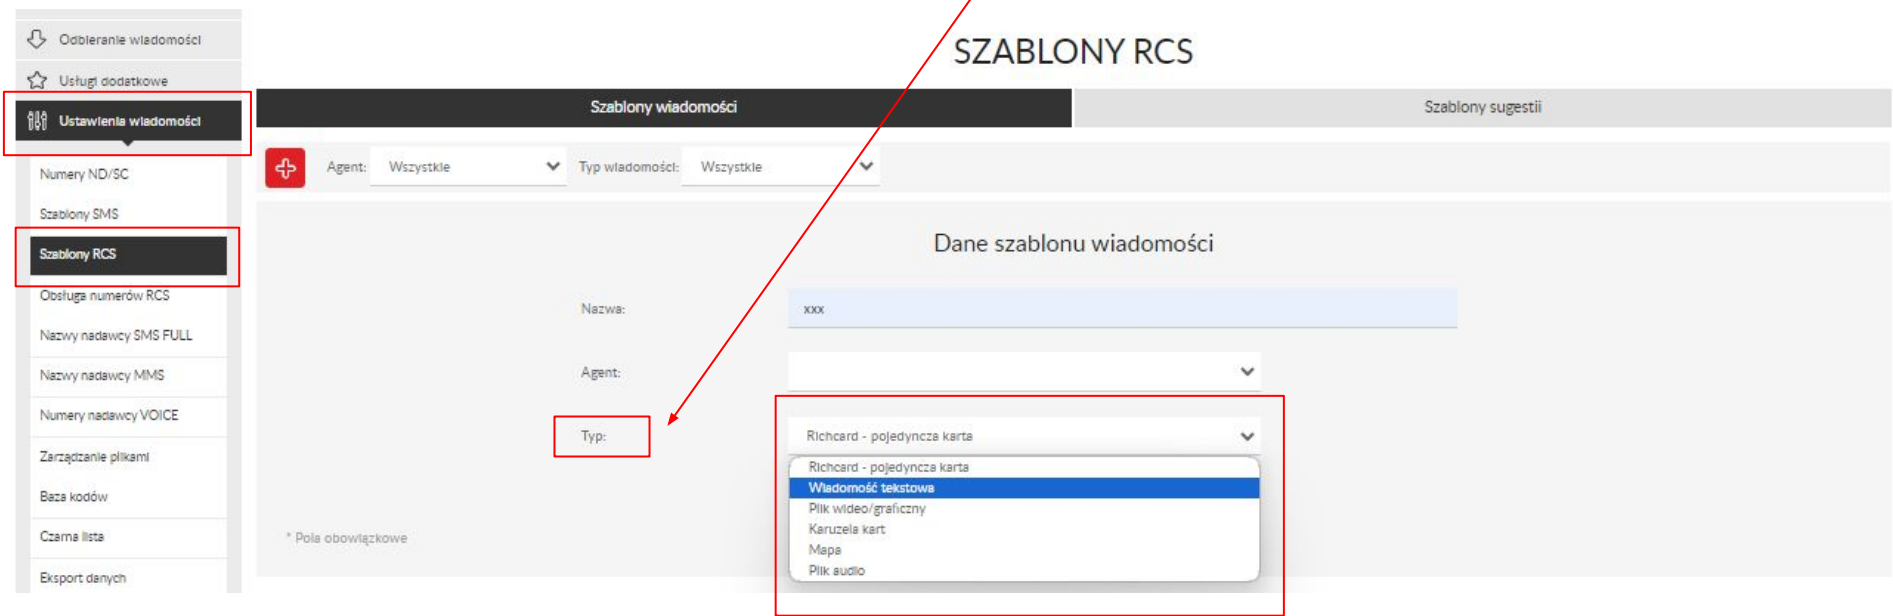 Odbieranie wiadomości
Usługi dodatkowe
Ustawienia wiadomości
Numery ND/SC
Szablony SMS
Szablony RCS
Obsługa numerów RCS
Nazwy nadawcy SMS FULL
Nazwy nadawcy MMS
Numery nadawcy VOICE
Zarządzanie plikami
Baza kodów
Czarna lista
Eksport danych
SZABLONY RCS
Szablony wiadomości Szablony sugestii
Agent: Wszystkie Typ wiadomości: Wszystkie
Dane szablonu wiadomości
Nazwa: xxx
Agent:
Typ: Richcard - pojedyncza karta
Richcard - pojedyncza karta
Wiadomość tekstowa
Plik wideo/graficzny
Karuzela kart
Mapa
Plik audio
* Pola obowiązkowe